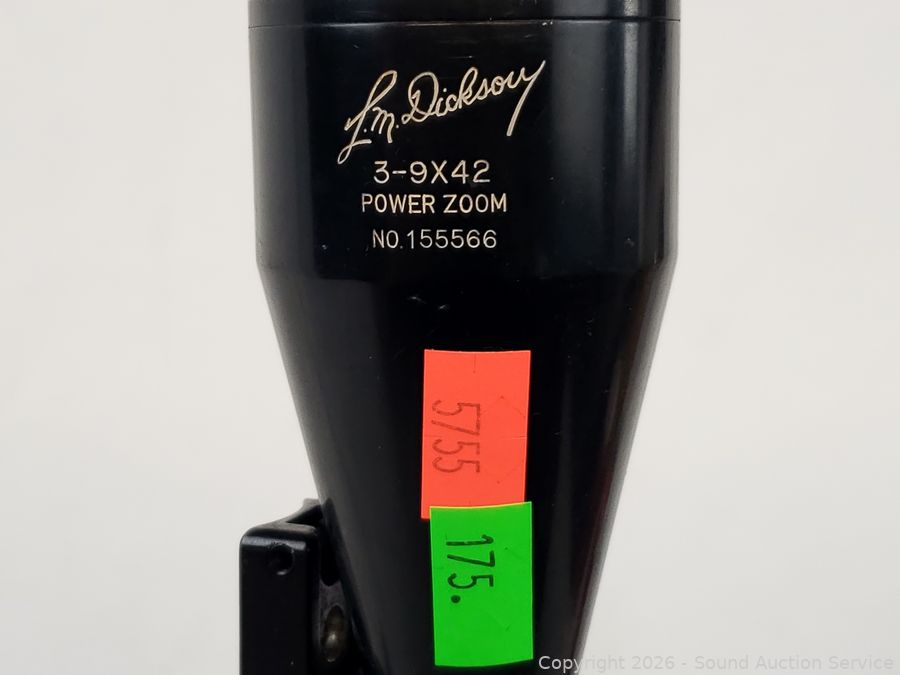 L.M. Dickson
3-9X42
POWER ZOOM
NO.155566
5755
175.
Copyright 2026 - Sound Auction Service